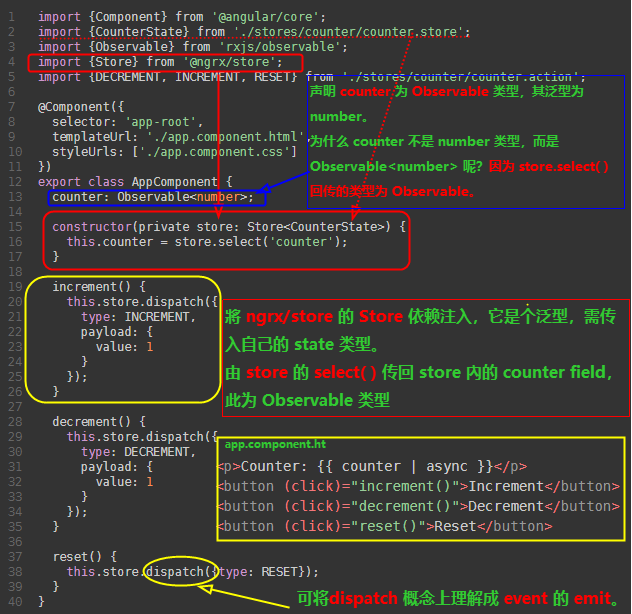 1 import {Component} from '@angular/core';
2 import {CounterState} from './stores/counter/counter.store';
3 import {Observable} from 'rxjs/observable';
4 import {Store} from '@ngrx/store';
5 import {DECREMENT, INCREMENT, RESET} from './stores/counter/counter.action';
6
声明 counter 为 Observable 类型，其泛型为
number。
为什么 counter 不是 number 类型，而是
Observable<number> 呢？因为 store.select( )
回传的类型为 Observable。
7 @Component({
8 selector: 'app-root',
9 templateUrl: './app.component.html'
10 styleUrls: ['./app.component.css']
11 })
12 export class AppComponent {
13 counter: Observable<number>;
14
15 constructor(private store: Store<CounterState>) {
16 this.counter = store.select('counter');
17 }
18
19 increment() {
20 this.store.dispatch({
21 type: INCREMENT,
22 payload: {
23 value: 1
24 }
25 });
26 }
將 ngrx/store 的 Store 依赖注入，它是个泛型，需传
入自己的 state 类型。
由 store 的 select( ) 传回 store 内的 counter field，
此为 Observable 类型
27
28 decrement() {
29 this.store.dispatch({
30 type: DECREMENT,
31 payload: {
32 value: 1
33 }
34 });
35 }
app.component.ht
<p>Counter: {{ counter | async }}</p>
<button (click)="increment()">Increment</button>
<button (click)="decrement()">Decrement</button>
<button (click)="reset()">Reset</button>
36
37 reset() {
38 this.store.dispatch({type: RESET});
39 }
40 }
可将dispatch 概念上理解成 event 的 emit。